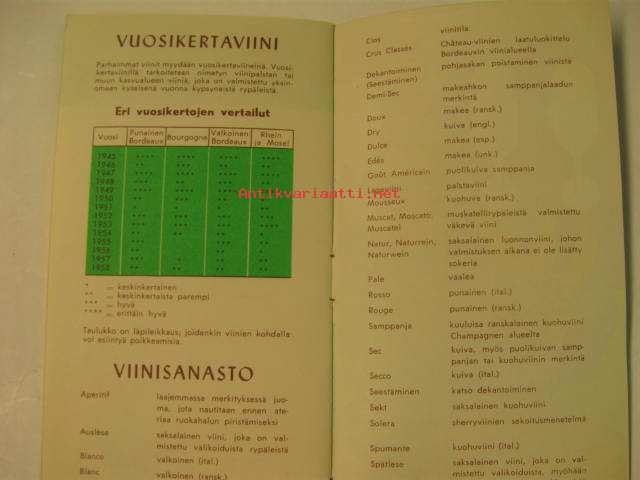 VUOSIKERTAVIINI
Parhaimmat viinit myydään vuosikertaviineinä. Vuosi-
kertaviinillä tarkoitetaan nimetyn viinipalstan tai
muun kasvualueen viiniä, joka on valmistettu yksin-
omaan kyseisenä vuonna kypsyneistä rypäleistä.
Eri vuosikertojen vertailut
Vuosi Punainen Bordeaux Bourgogne Valkoinen Bordeaux Rhein ja Mosel
1945
1946
1947
1948
1949
1950
1951
1952
1953
1954
1955
1956
1957
1958
* = keskinkertainen
** = keskinkertaista parempi
*** = hyvä
**** = erittäin hyvä
Taulukko on läpileikkaus; joidenkin viinien kohdalla
voi esiintyä poikkeamisia.
VIINISANASTO
Aperitif laajemmassa merkityksessä juo-
ma, jota nautitaan ennen ate-
riaa ruokahalun piristämiseksi
Auslese saksalainen viini, joka on val-
mistettu valikoiduista rypäleistä
Bianco valkoinen (ital.)
Blanc valkoinen (ransk.)
Clos viinitila
Crus Classés Château-viinien laatuluokittelu
Bordeauxin viinialueella
Dekantoiminen pohjasakan poistaminen viinistä
(Seestäminen)
Demi-Sec makeahkon samppanjalaadun
merkintä
Doux makea (ransk.)
Dry kuiva (engl.)
Dulce makea (esp.)
Edés makea (unk.)
Goût Américain puolikuiva samppanja
palstaviini
Mousseux kuohuva (ransk.)
Muscat, Moscato, muskatellirypäleistä valmistettu
Muscatel väkevä viini
Natur, Naturrein, saksalainen luonnonviini, johon
Naturwein valmistuksen aikana ei ole lisätty
sokeria
Pale vaalea
Rosso punainen (ital.)
Rouge punainen (ransk.)
Samppanja kuuluisa ranskalainen kuohuviini
Champagnen alueelta
Sec kuiva, myös puolikuivan samp-
panjan tai kuohuviinin merkintä
Secco kuiva (ital.)
Seestäminen katso dekantoiminen
Sekt saksalainen kuohuviini
Solera sherryviinien sekoitusmenetelmä
Spumante kuohuviini (ital.)
Spätlese saksalainen viini, joka on val-
mistettu valikoiduista, myöhään
Antikvariaatti.net